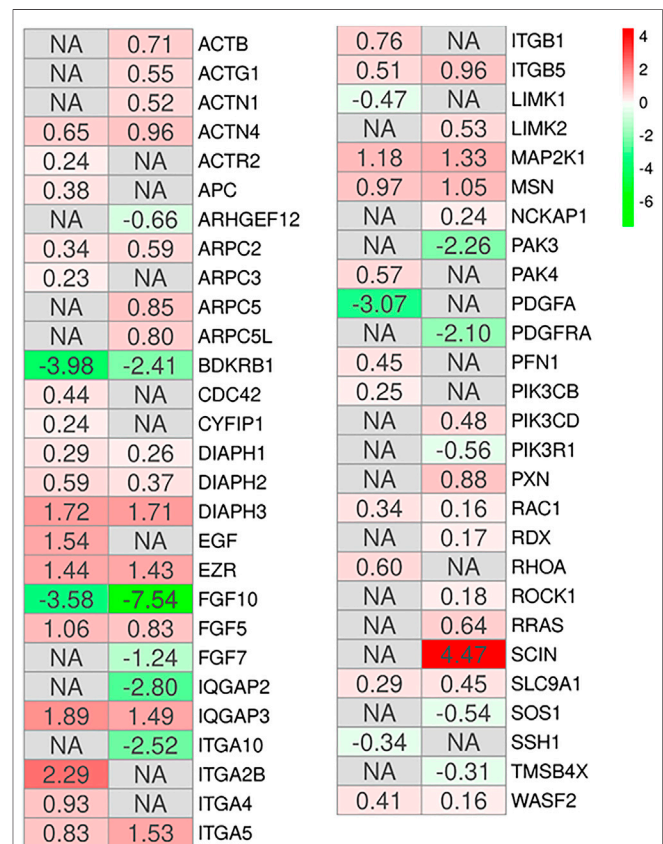 NA 0.71 ACTB
NA 0.55 ACTG1
NA 0.52 ACTN1
0.65 0.96 ACTN4
0.24 NA ACTR2
0.38 NA APC
NA -0.66 ARHGEF12
0.34 0.59 ARPC2
0.23 NA ARPC3
NA 0.85 ARPC5
NA 0.80 ARPC5L
-3.98 -2.41 BDKRB1
0.44 NA CDC42
0.24 NA CYFIP1
0.29 0.26 DIAPH1
0.59 0.37 DIAPH2
1.72 1.71 DIAPH3
1.54 NA EGF
1.44 1.43 EZR
-3.58 -7.54 FGF10
1.06 0.83 FGF5
NA -1.24 FGF7
NA -2.80 IQGAP2
1.89 1.49 IQGAP3
NA -2.52 ITGA10
2.29 NA ITGA2B
0.93 NA ITGA4
0.83 1.53 ITGA5
0.76 NA ITGB1
0.51 0.96 ITGB5
-0.47 NA LIMK1
NA 0.53 LIMK2
1.18 1.33 MAP2K1
0.97 1.05 MSN
NA 0.24 NCKAP1
NA -2.26 PAK3
0.57 NA PAK4
-3.07 NA PDGFA
NA -2.10 PDGFRA
0.45 NA PFN1
0.25 NA PIK3CB
NA 0.48 PIK3CD
NA -0.56 PIK3R1
NA 0.88 PXN
0.34 0.16 RAC1
NA 0.17 RDX
0.60 NA RHOA
NA 0.18 ROCK1
NA 0.64 RRAS
NA 4.47 SCIN
0.29 0.45 SLC9A1
NA -0.54 SOS1
-0.34 NA SSH1
NA -0.31 TMSB4X
0.41 0.16 WASF2
4
2
0
-2
-4
-6